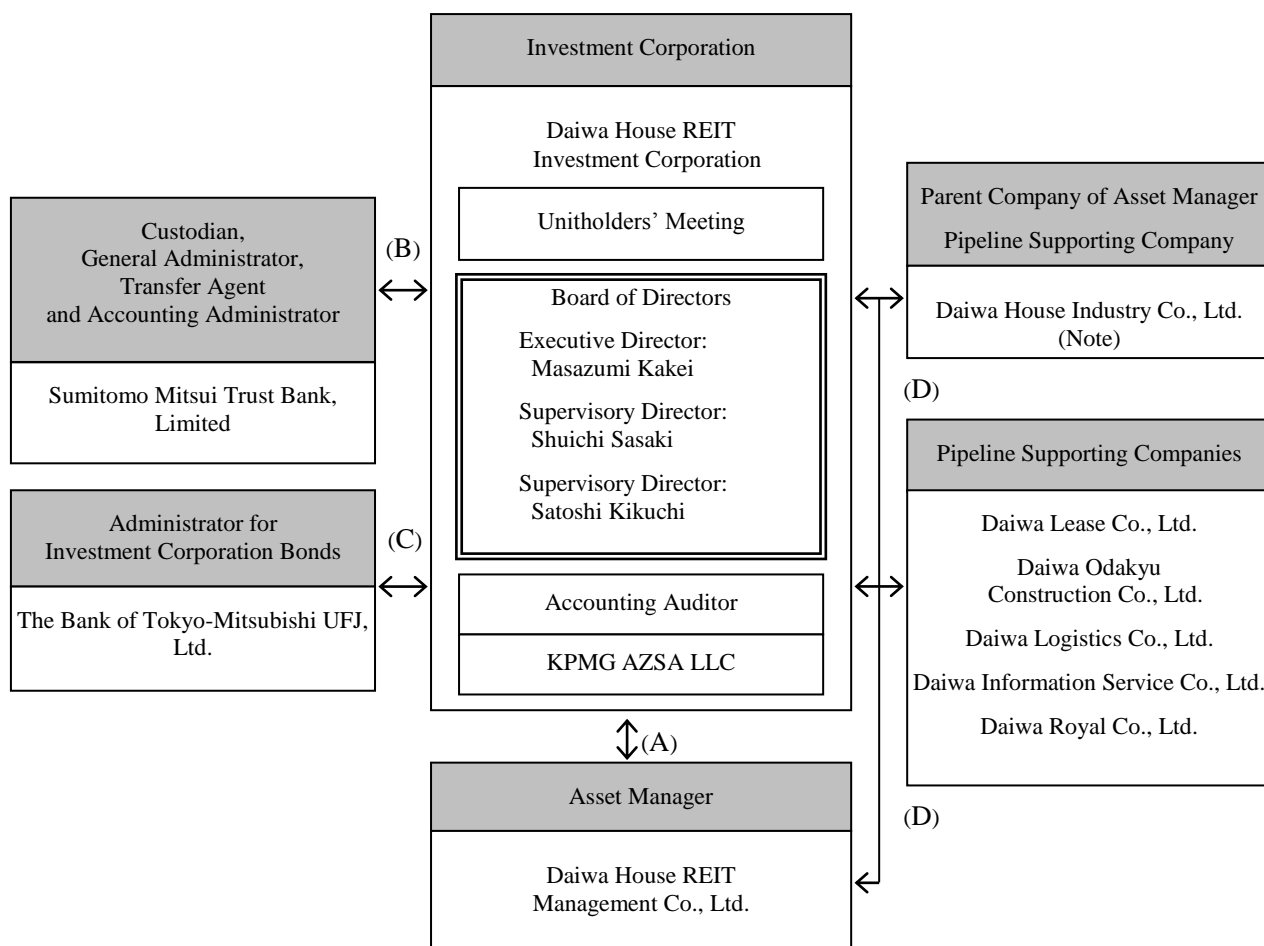 Investment Corporation
Daiwa House REIT
Investment Corporation
Unitholders' Meeting
Board of Directors
Executive Director:
Masazumi Kakei
Supervisory Director:
Shuichi Sasaki
Supervisory Director:
Satoshi Kikuchi
Accounting Auditor
KPMG AZSA LLC
Custodian,
General Administrator,
Transfer Agent
and Accounting Administrator
Sumitomo Mitsui Trust Bank,
Limited
(B)
Administrator for
Investment Corporation Bonds
The Bank of Tokyo-Mitsubishi UFJ,
Ltd.
(C)
Parent Company of Asset Manager
Pipeline Supporting Company
Daiwa House Industry Co., Ltd.
(Note)
(D)
Pipeline Supporting Companies
Daiwa Lease Co., Ltd.
Daiwa Odakyu
Construction Co., Ltd.
Daiwa Logistics Co., Ltd.
Daiwa Information Service Co., Ltd.
Daiwa Royal Co., Ltd.
(D)
(A)
Asset Manager
Daiwa House REIT
Management Co., Ltd.